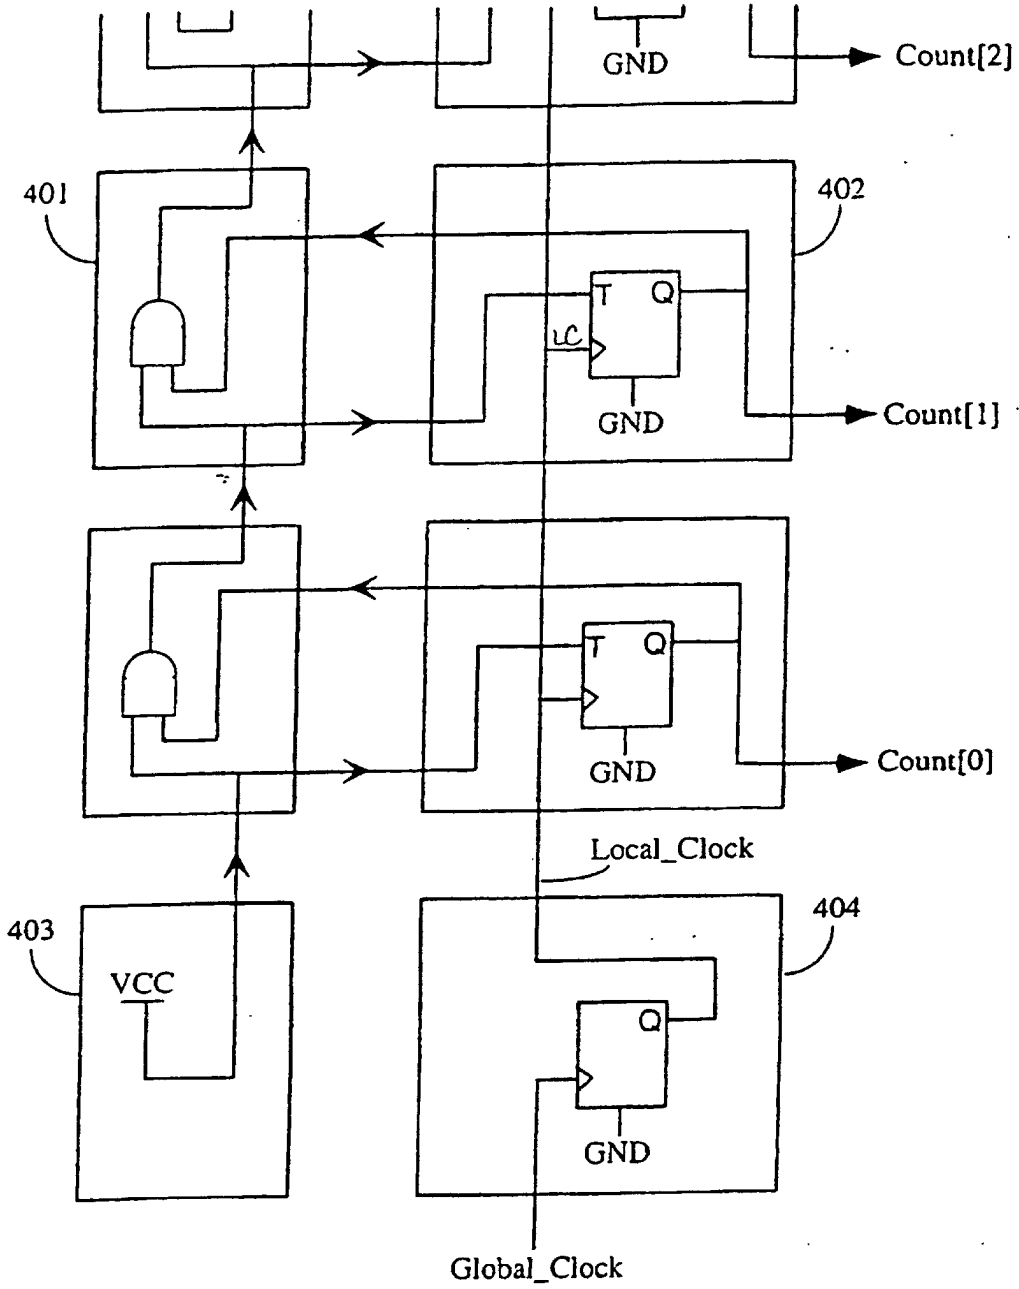 GND
Count[2]
401
402
T Q
LC
GND
Count[1]
T Q
GND
Count[0]
Local_Clock
403
404
VCC
Q
GND
Global_Clock